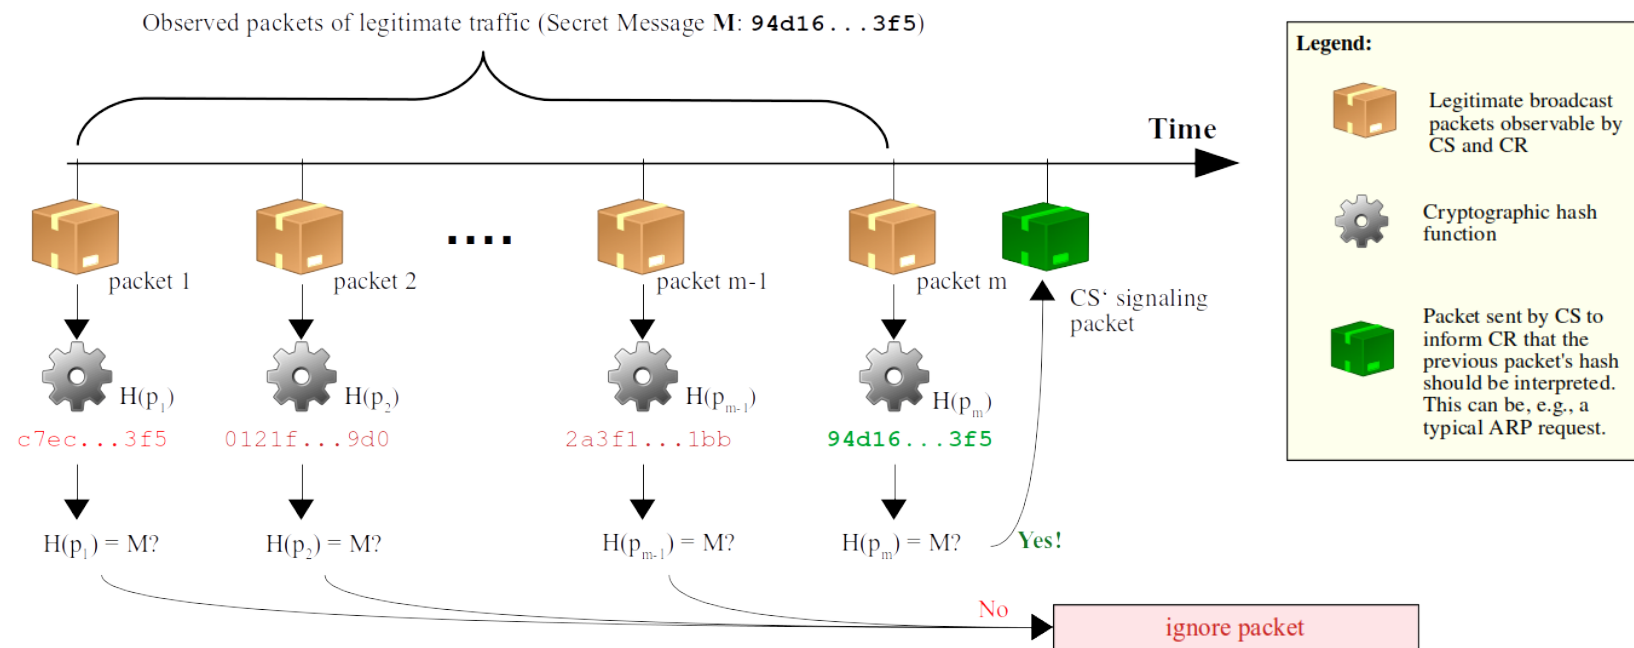 Observed packets of legitimate traffic (Secret Message M: 94d16...3f5)
Time
packet 1
packet 2
....
packet m-1
packet m
CS‘ signaling
packet
H(p1)
H(p2)
H(pm-1)
H(pm)
c7ec...3f5
0121f...9d0
2a3f1...1bb
94d16...3f5
H(p1) = M?
H(p2) = M?
H(pm-1) = M?
H(pm) = M?
Yes!
No
ignore packet
Legend:
Legitimate broadcast
packets observable by
CS and CR
Cryptographic hash
function
Packet sent by CS to
inform CR that the
previous packet's hash
should be interpreted.
This can be, e.g., a
typical ARP request.